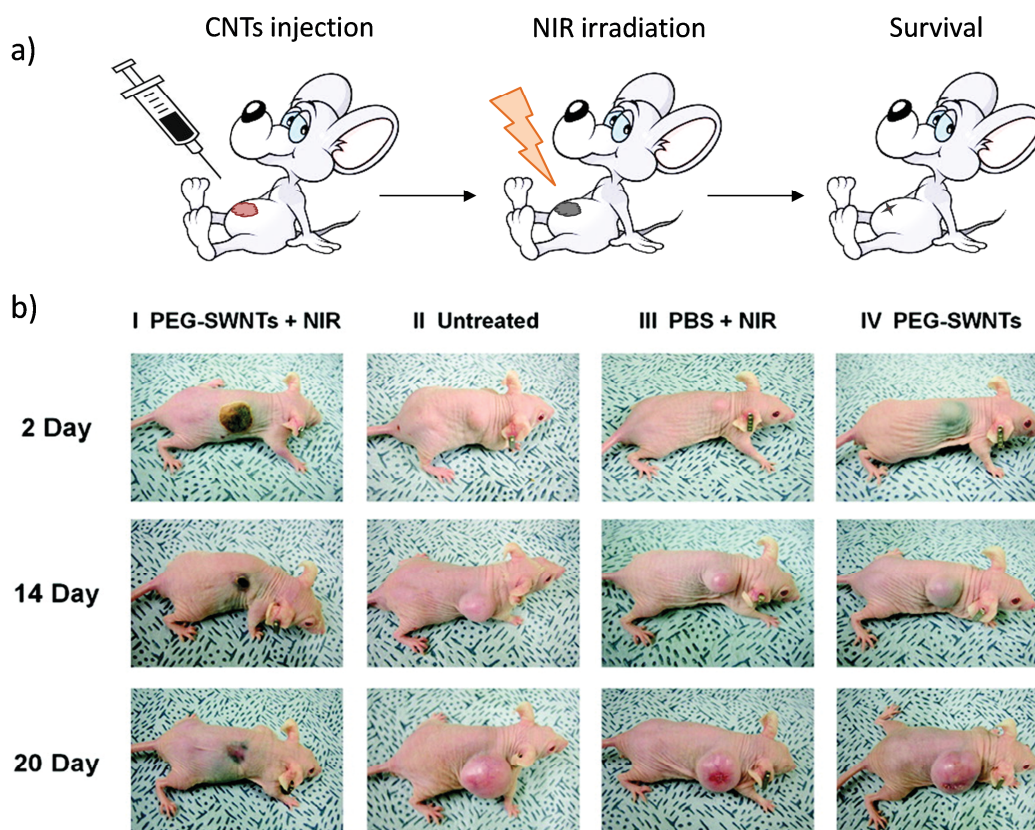 a)
CNTs injection
NIR irradiation
Survival
b)
I PEG-SWNTs + NIR
II Untreated
III PBS + NIR
IV PEG-SWNTs
2 Day
14 Day
20 Day